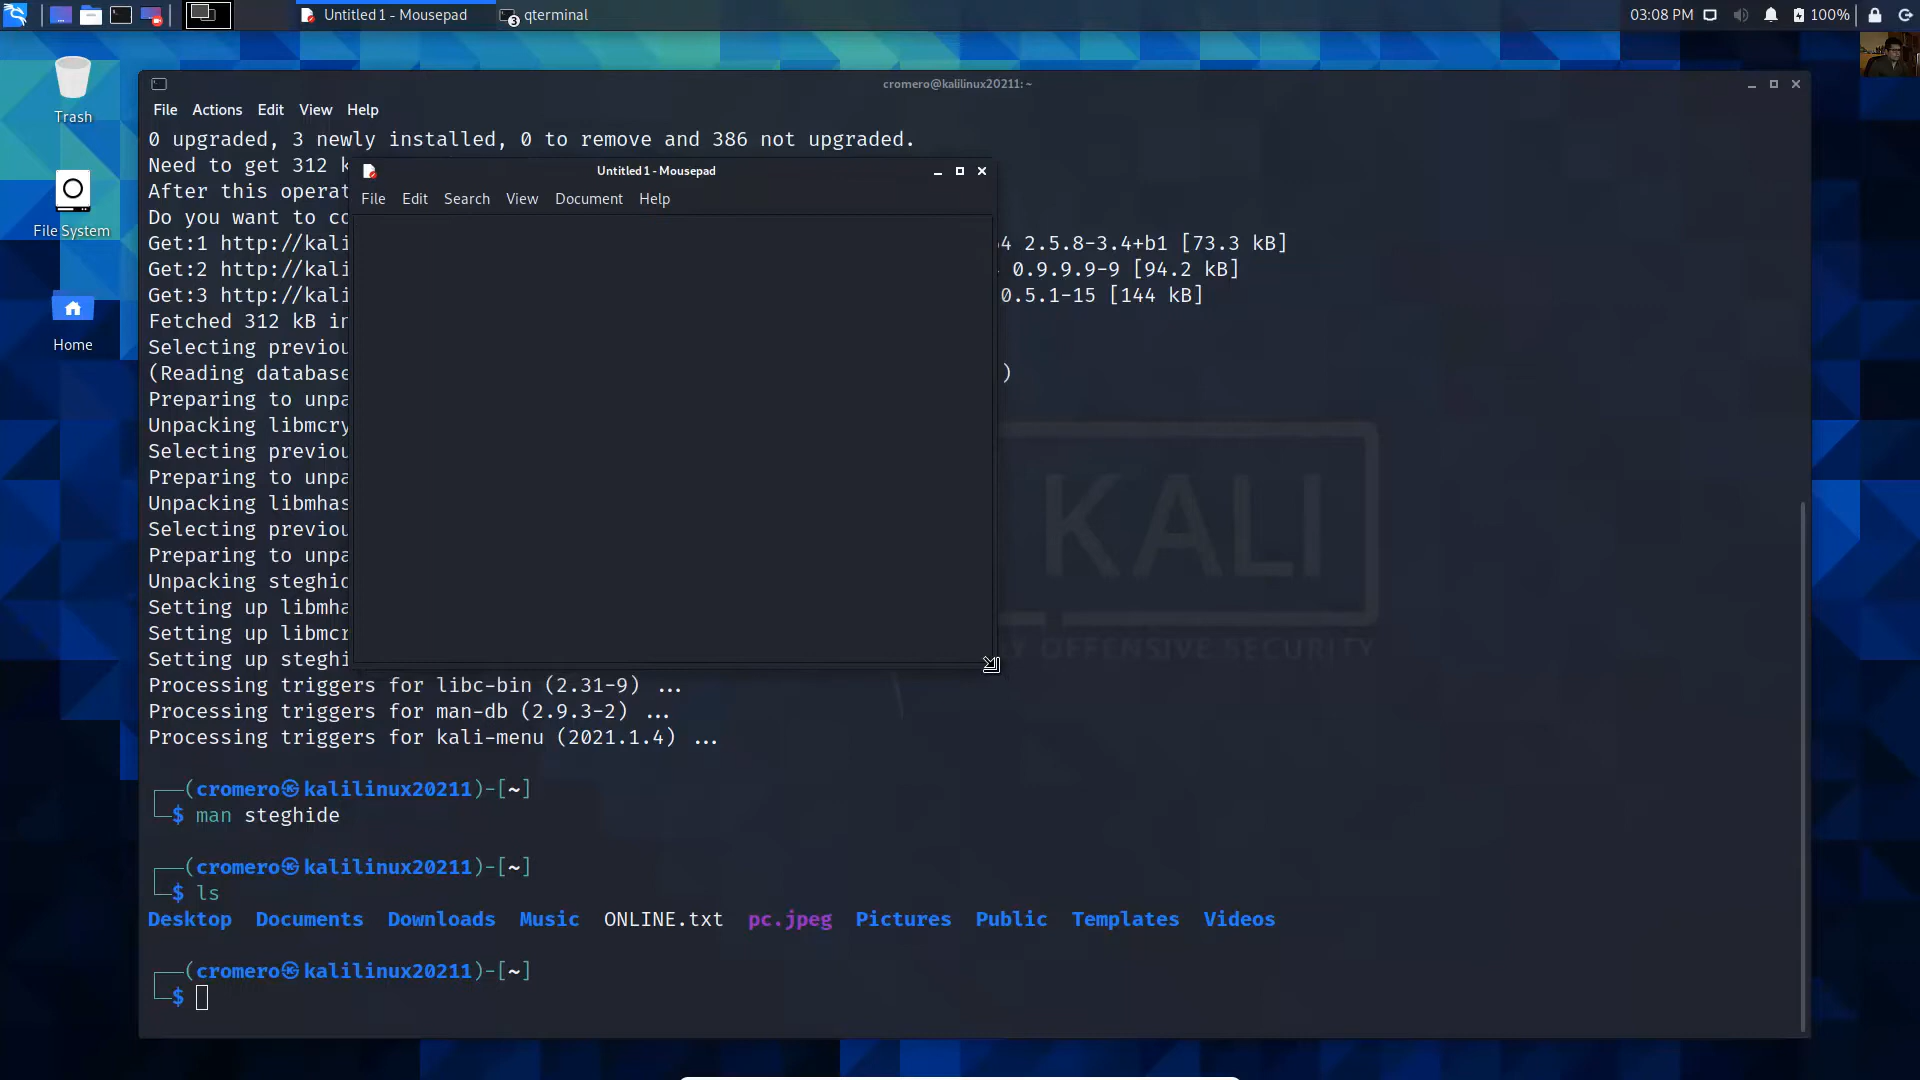 Untitled 1 - Mousepad
3
qterminal
03:08 PM
100%
Trash
File System
Home
cromero@kalilinux20211: ~
File Actions Edit View Help
0 upgraded, 3 newly installed, 0 to remove and 386 not upgraded.
Need to get 312 k
After this operat
Do you want to co
Get:1 http://kali
4 2.5.8-3.4+b1 [73.3 kB]
Get:2 http://kali
0.9.9.9-9 [94.2 kB]
Get:3 http://kali
0.5.1-15 [144 kB]
Fetched 312 kB in
Selecting previou
(Reading database
)
Preparing to unpa
Unpacking libmcry
Selecting previou
Preparing to unpa
Unpacking libmhas
Selecting previou
Preparing to unpa
Unpacking steghid
Setting up libmha
Setting up libmcr
Setting up steghi
Processing triggers for libc-bin (2.31-9) ...
Processing triggers for man-db (2.9.3-2) ...
Processing triggers for kali-menu (2021.1.4) ...
Untitled 1 - Mousepad
File Edit Search View Document Help
KALI
Y OFFENSIVE SECURITY
┌──(cromero㉿kalilinux20211)-[~]
└─$ man steghide
┌──(cromero㉿kalilinux20211)-[~]
└─$ ls
Desktop Documents Downloads Music ONLINE.txt pc.jpeg Pictures Public Templates Videos
┌──(cromero㉿kalilinux20211)-[~]
└─$